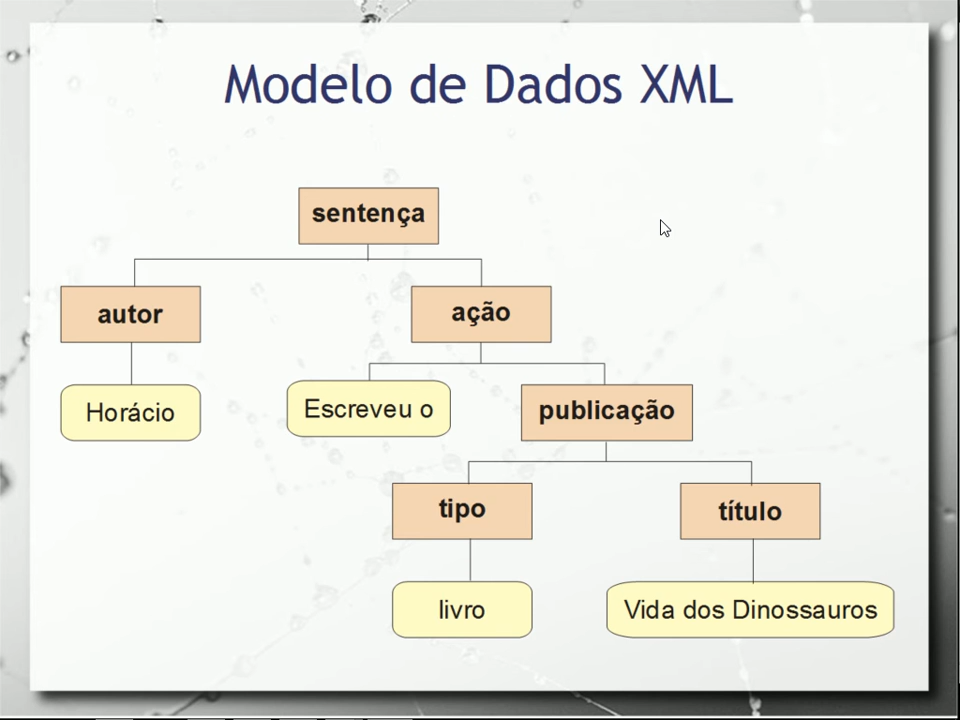 Modelo de Dados XML
sentença
autor
ação
Horácio
Escreveu o
publicação
tipo
título
livro
Vida dos Dinossauros